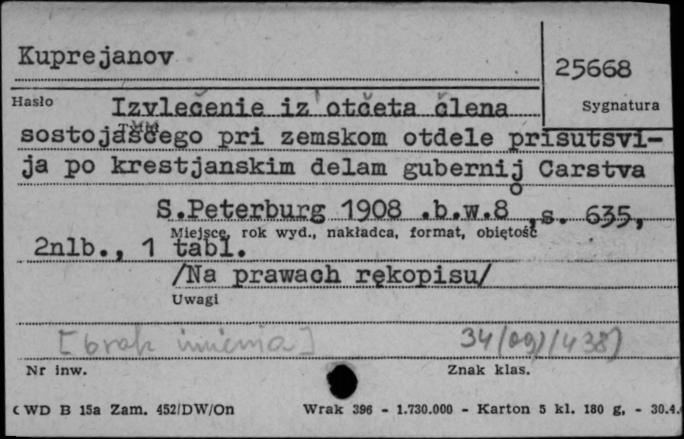 Kuprejanov
25668
Hasło
Izvlečenie iz otčeta člena
Sygnatura
sostojaščego pri zemskom otdele prisutsvi-
ja po krestjanskim delam gubernij Carstva
S.Peterburg 1908 .b.w.8° ,s. 635,
Miejsce, rok wyd., nakładca, format, objętość
2nlb., 1 tabl.
/Na prawach rękopisu/
Uwagi
[brak imienia]
34/(09)/(438)
Nr inw.
Znak klas.
CWD B 15a Zam. 452/DW/On
Wrak 396 - 1.730.000 - Karton 5 kl. 180 g, - 30.4.